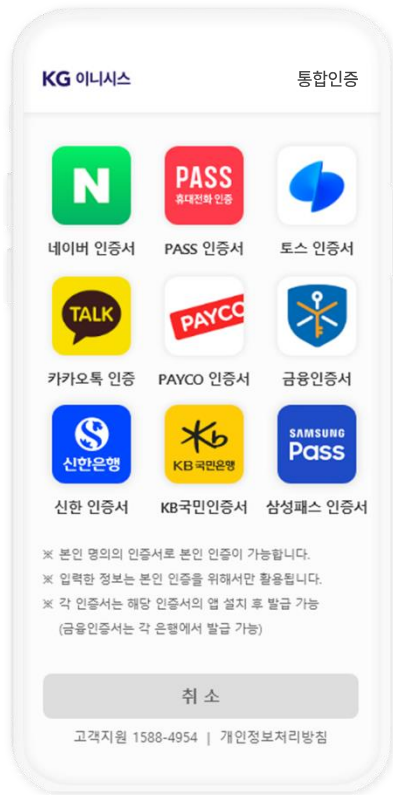 KG 이니시스 통합인증
N PASS
휴대전화 인증
네이버 인증서 PASS 인증서 토스 인증서
TALK PAYCO
카카오톡 인증 PAYCO 인증서 금융인증서
신한은행 KB국민은행 SAMSUNG
Pass
신한 인증서 KB국민인증서 삼성패스 인증서
※ 본인 명의의 인증서로 본인 인증이 가능합니다.
※ 입력한 정보는 본인 인증을 위해서만 활용됩니다.
※ 각 인증서는 해당 인증서의 앱 설치 후 발급 가능
(금융인증서는 각 은행에서 발급 가능)
취 소
고객지원 1588-4954 | 개인정보처리방침